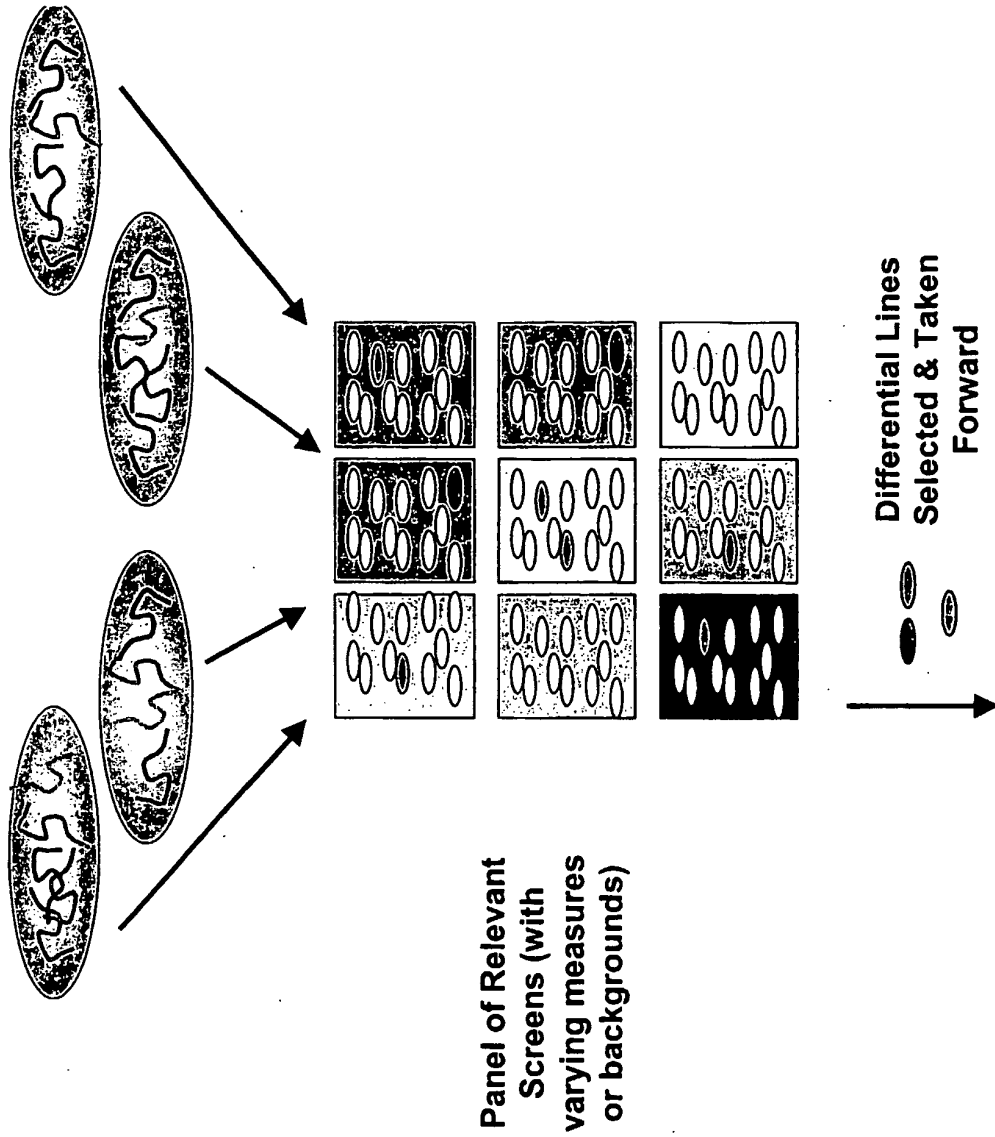 Panel of Relevant
Screens (with
varying measures
or backgrounds)
Differential Lines
Selected & Taken
Forward